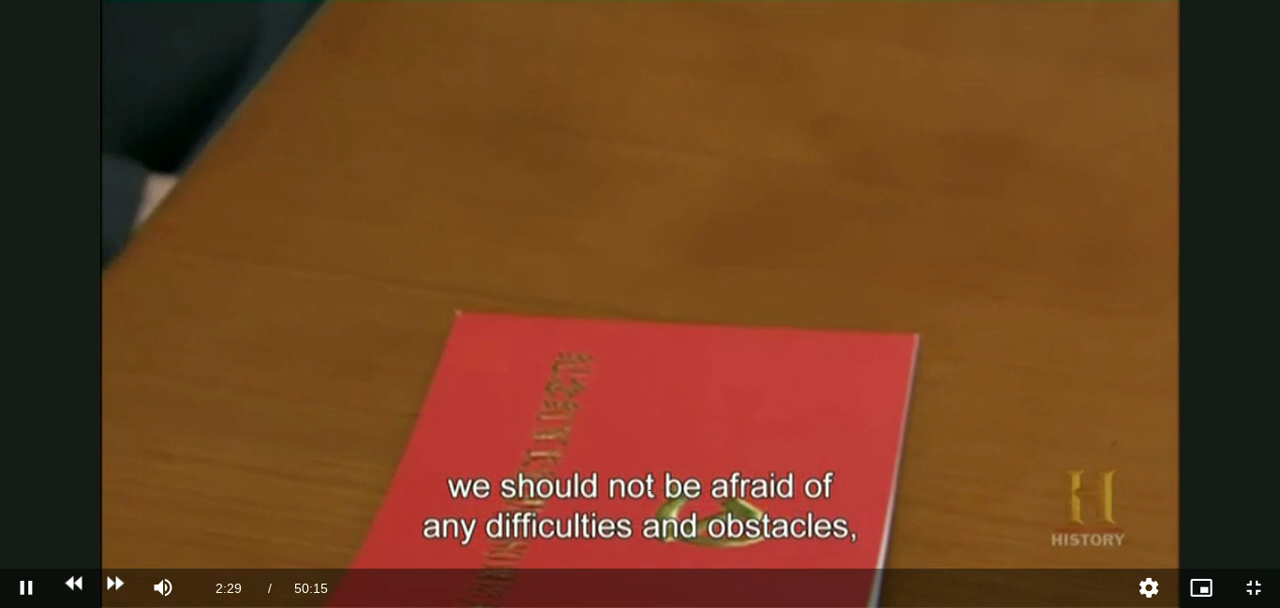 we should not be afraid of
any difficulties and obstacles,
H
HISTORY
2:29 / 50:15